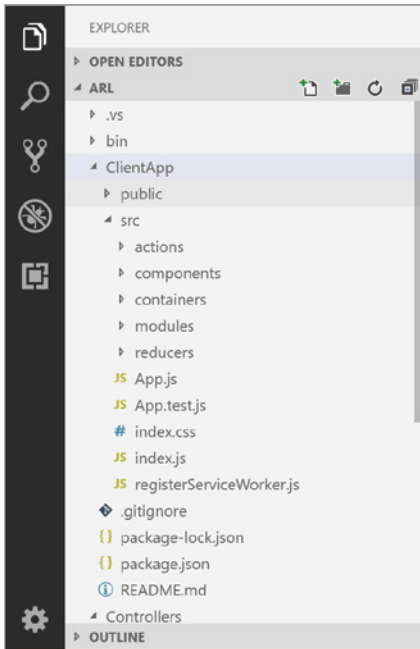 EXPLORER
OPEN EDITORS
ARL
.vs
bin
ClientApp
public
src
actions
components
containers
modules
reducers
JS App.js
JS App.test.js
# index.css
JS index.js
JS registerServiceWorker.js
.gitignore
{} package-lock.json
{} package.json
README.md
Controllers
OUTLINE